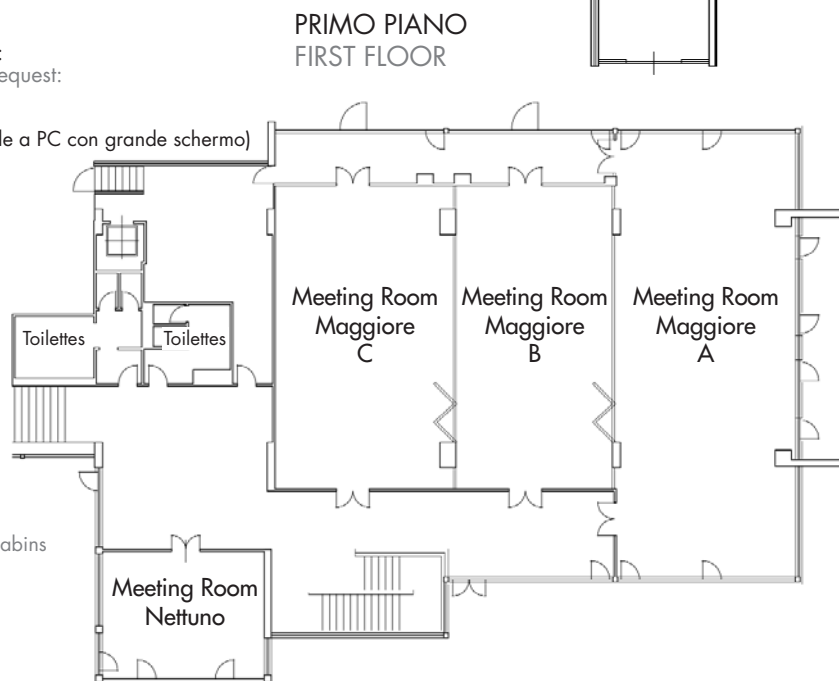 PRIMO PIANO
FIRST FLOOR
:
equest:
le a PC con grande schermo)
Meeting Room
Maggiore
C
Meeting Room
Maggiore
B
Meeting Room
Maggiore
A
Toilettes
Toilettes
abins
Meeting Room
Nettuno